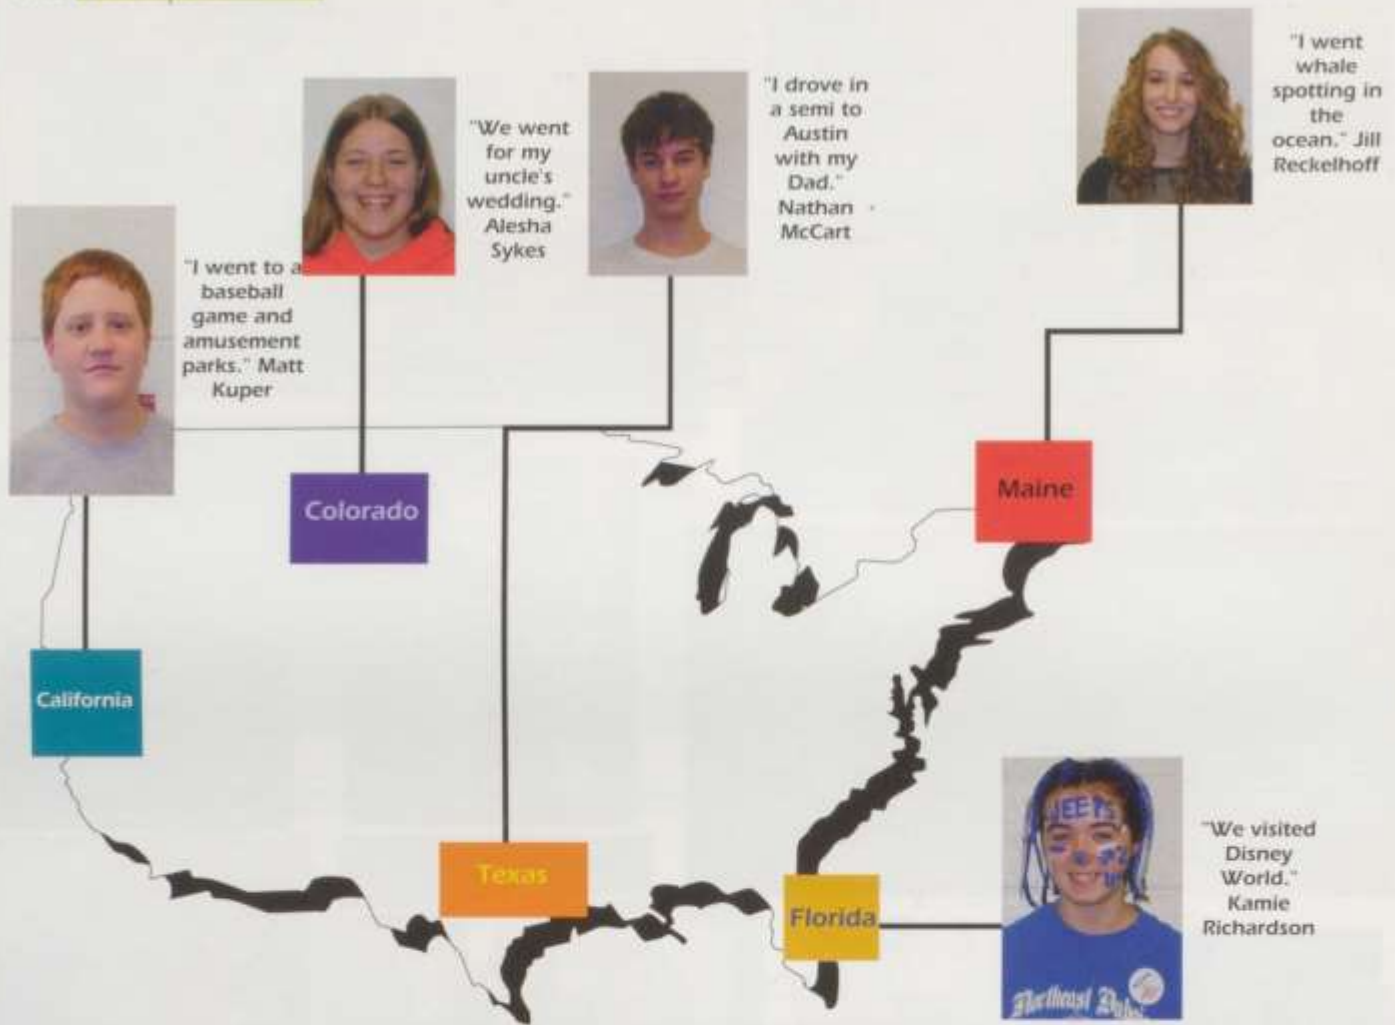 "I went
whale
spotting in
the
ocean." Jill
Reckelhoff
"I drove in
a semi to
Austin
with my
Dad."
Nathan
McCart
"We went
for my
uncle's
wedding."
Alesha
Sykes
"I went to a
baseball
game and
amusement
parks." Matt
Kuper
Maine
Colorado
California
Texas
Florida
JEEPS
"We visited
Disney
World."
Kamie
Richardson
Northeast Dubois